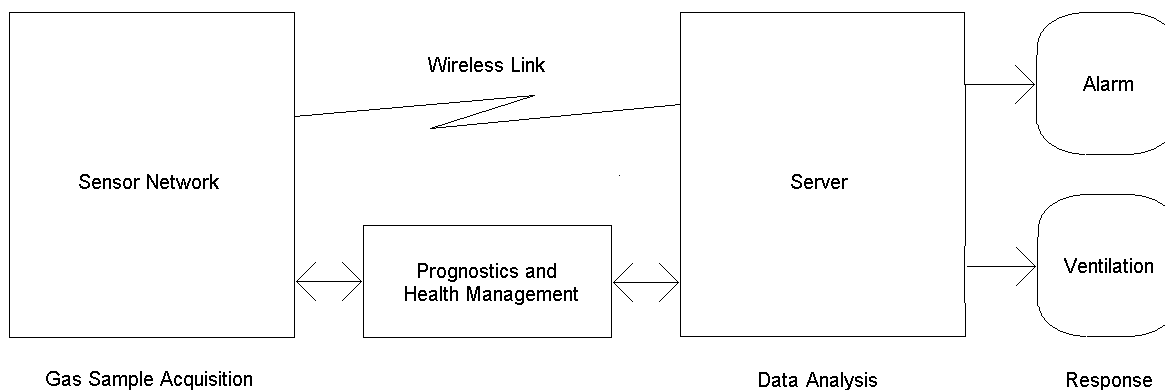 Wireless Link
Alarm
Sensor Network
Server
Prognostics and
Health Management
Ventilation
Gas Sample Acquisition
Data Analysis
Response